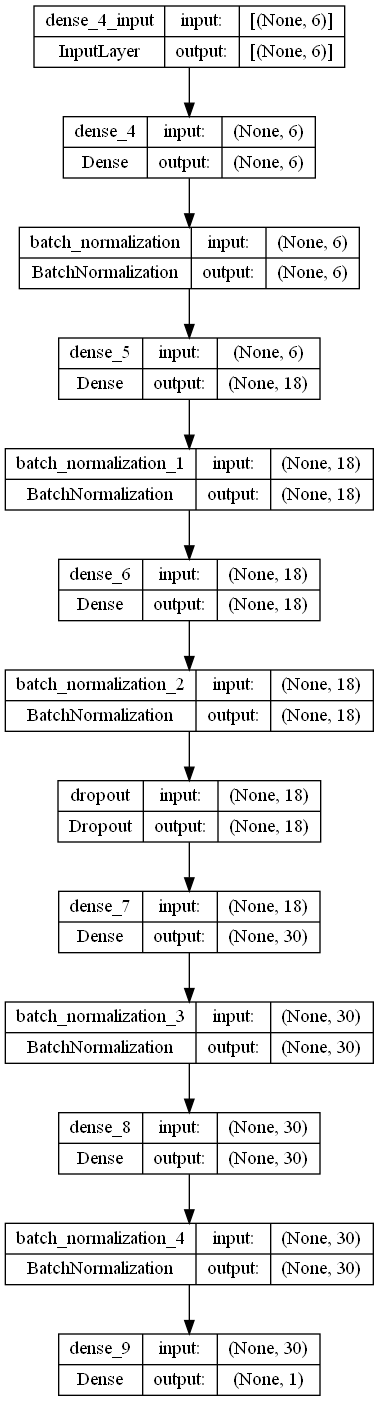 dense_4_input input: [(None, 6)]
InputLayer output: [(None, 6)]
dense_4 input: (None, 6)
Dense output: (None, 6)
batch_normalization input: (None, 6)
BatchNormalization output: (None, 6)
dense_5 input: (None, 6)
Dense output: (None, 18)
batch_normalization_1 input: (None, 18)
BatchNormalization output: (None, 18)
dense_6 input: (None, 18)
Dense output: (None, 18)
batch_normalization_2 input: (None, 18)
BatchNormalization output: (None, 18)
dropout input: (None, 18)
Dropout output: (None, 18)
dense_7 input: (None, 18)
Dense output: (None, 30)
batch_normalization_3 input: (None, 30)
BatchNormalization output: (None, 30)
dense_8 input: (None, 30)
Dense output: (None, 30)
batch_normalization_4 input: (None, 30)
BatchNormalization output: (None, 30)
dense_9 input: (None, 30)
Dense output: (None, 1)